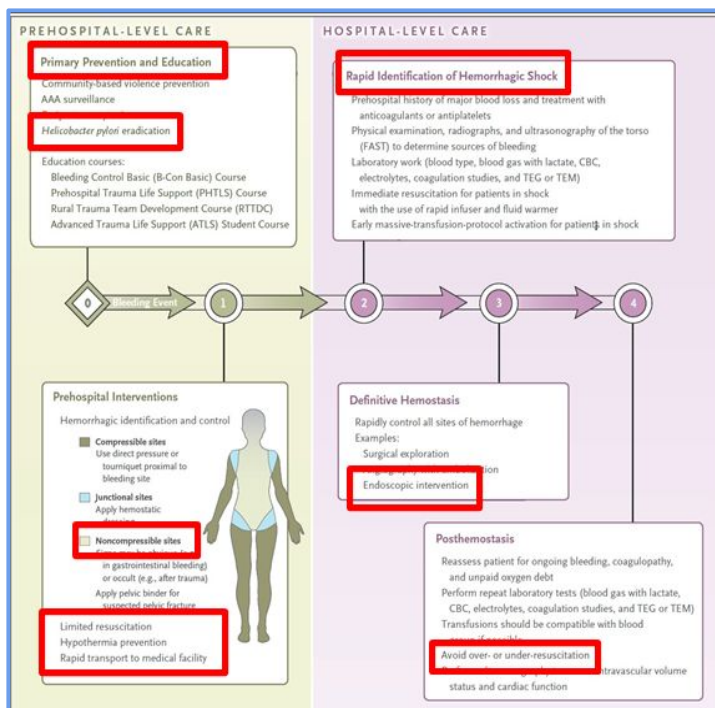 PREHOSPITAL-LEVEL CARE
Primary Prevention and Education
Community-based violence prevention
AAA surveillance
Helicobacter pylori eradication
Education courses:
Bleeding Control Basic (B-Con Basic) Course
Prehospital Trauma Life Support (PHTLS) Course
Rural Trauma Team Development Course (RTTDC)
Advanced Trauma Life Support (ATLS) Student Course
HOSPITAL-LEVEL CARE
Rapid Identification of Hemorrhagic Shock
Prehospital history of major blood loss and treatment with
anticoagulants or antiplatelets
Physical examination, radiographs, and ultrasonography of the torso
(FAST) to determine sources of bleeding
Laboratory work (blood type, blood gas with lactate, CBC,
electrolytes, coagulation studies, and TEG or TEM)
Immediate resuscitation for patients in shock
with the use of rapid infuser and fluid warmer
Early massive-transfusion-protocol activation for patients in shock
0 Bleeding Event 1 2 3 4
Prehospital Interventions
Hemorrhagic identification and control
Compressible sites
Use direct pressure or
tourniquet proximal to
bleeding site
Junctional sites
Apply hemostatic
Noncompressible sites
in gastrointestinal bleeding)
or occult (e.g., after trauma)
Apply pelvic binder for
suspected pelvic fracture
Limited resuscitation
Hypothermia prevention
Rapid transport to medical facility
Definitive Hemostasis
Rapidly control all sites of hemorrhage
Examples:
Surgical exploration
Endoscopic intervention
Posthemostasis
Reassess patient for ongoing bleeding, coagulopathy,
and unpaid oxygen debt
Perform repeat laboratory tests (blood gas with lactate,
CBC, electrolytes, coagulation studies, and TEG or TEM)
Transfusions should be compatible with blood
Avoid over- or under-resuscitation
status and cardiac function